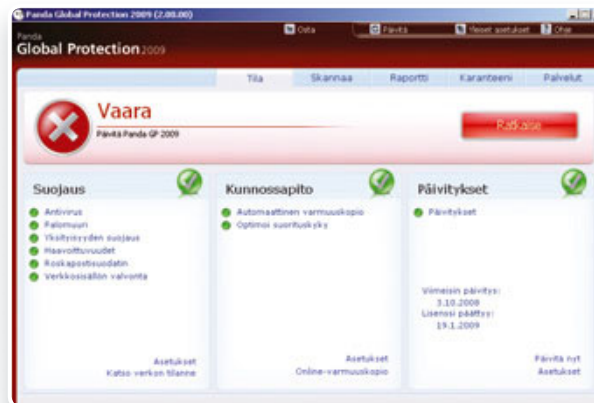 Panda Global Protection 2009 (2.00.00)
Osta
Päivitä
Yleiset asetukset
Ohje
Panda
Global Protection 2009
Tila
Skannaa
Raportti
Karanteeni
Palvelut
Vaara
Päivitä Panda GP 2009
Ratkaise
Suojaus
Antivirus
Palomuuri
Yksityisyyden suojaus
Haavoittuvuudet
Roskapostisuodatin
Verkkosisällön valvonta
Asetukset
Katso verkon tilanne
Kunnossapito
Automaattinen varmuuskopio
Optimoi suorituskyky
Asetukset
Online-varmuuskopio
Päivitykset
Päivitykset
Viimeisin päivitys:
3.10.2008
Lisenssi päättyy:
19.1.2009
Päivitä nyt
Asetukset